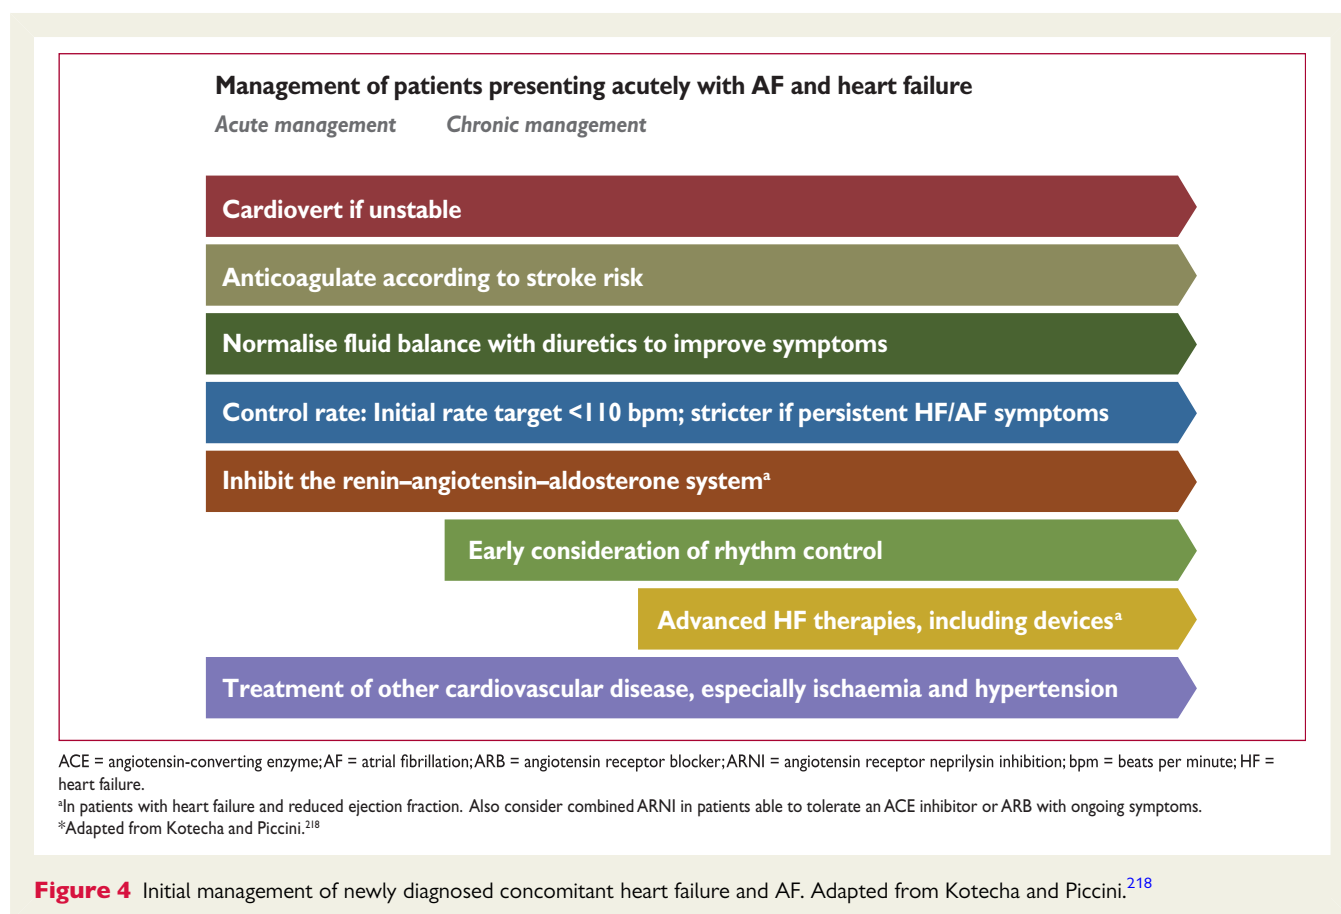 Management of patients presenting acutely with AF and heart failure
Acute management Chronic management
Cardiovert if unstable
Anticoagulate according to stroke risk
Normalise fluid balance with diuretics to improve symptoms
Control rate: Initial rate target <110 bpm; stricter if persistent HF/AF symptoms
Inhibit the renin–angiotensin–aldosterone systemᵃ
Early consideration of rhythm control
Advanced HF therapies, including devicesᵃ
Treatment of other cardiovascular disease, especially ischaemia and hypertension
ACE = angiotensin-converting enzyme; AF = atrial fibrillation; ARB = angiotensin receptor blocker; ARNI = angiotensin receptor neprilysin inhibition; bpm = beats per minute; HF =
heart failure.
ᵃIn patients with heart failure and reduced ejection fraction. Also consider combined ARNI in patients able to tolerate an ACE inhibitor or ARB with ongoing symptoms.
*Adapted from Kotecha and Piccini.²¹⁸
Figure 4 Initial management of newly diagnosed concomitant heart failure and AF. Adapted from Kotecha and Piccini.²¹⁸